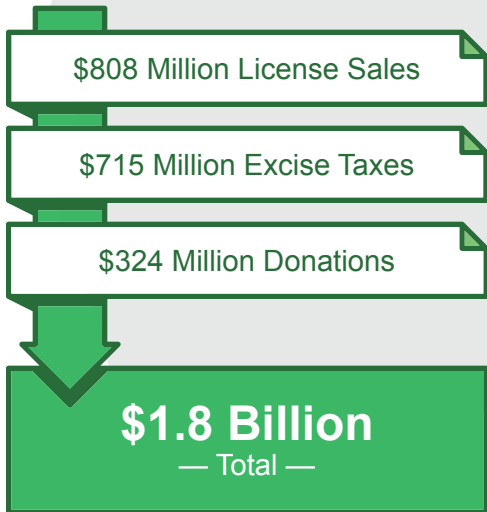 $808 Million License Sales
$715 Million Excise Taxes
$324 Million Donations
$1.8 Billion
— Total —